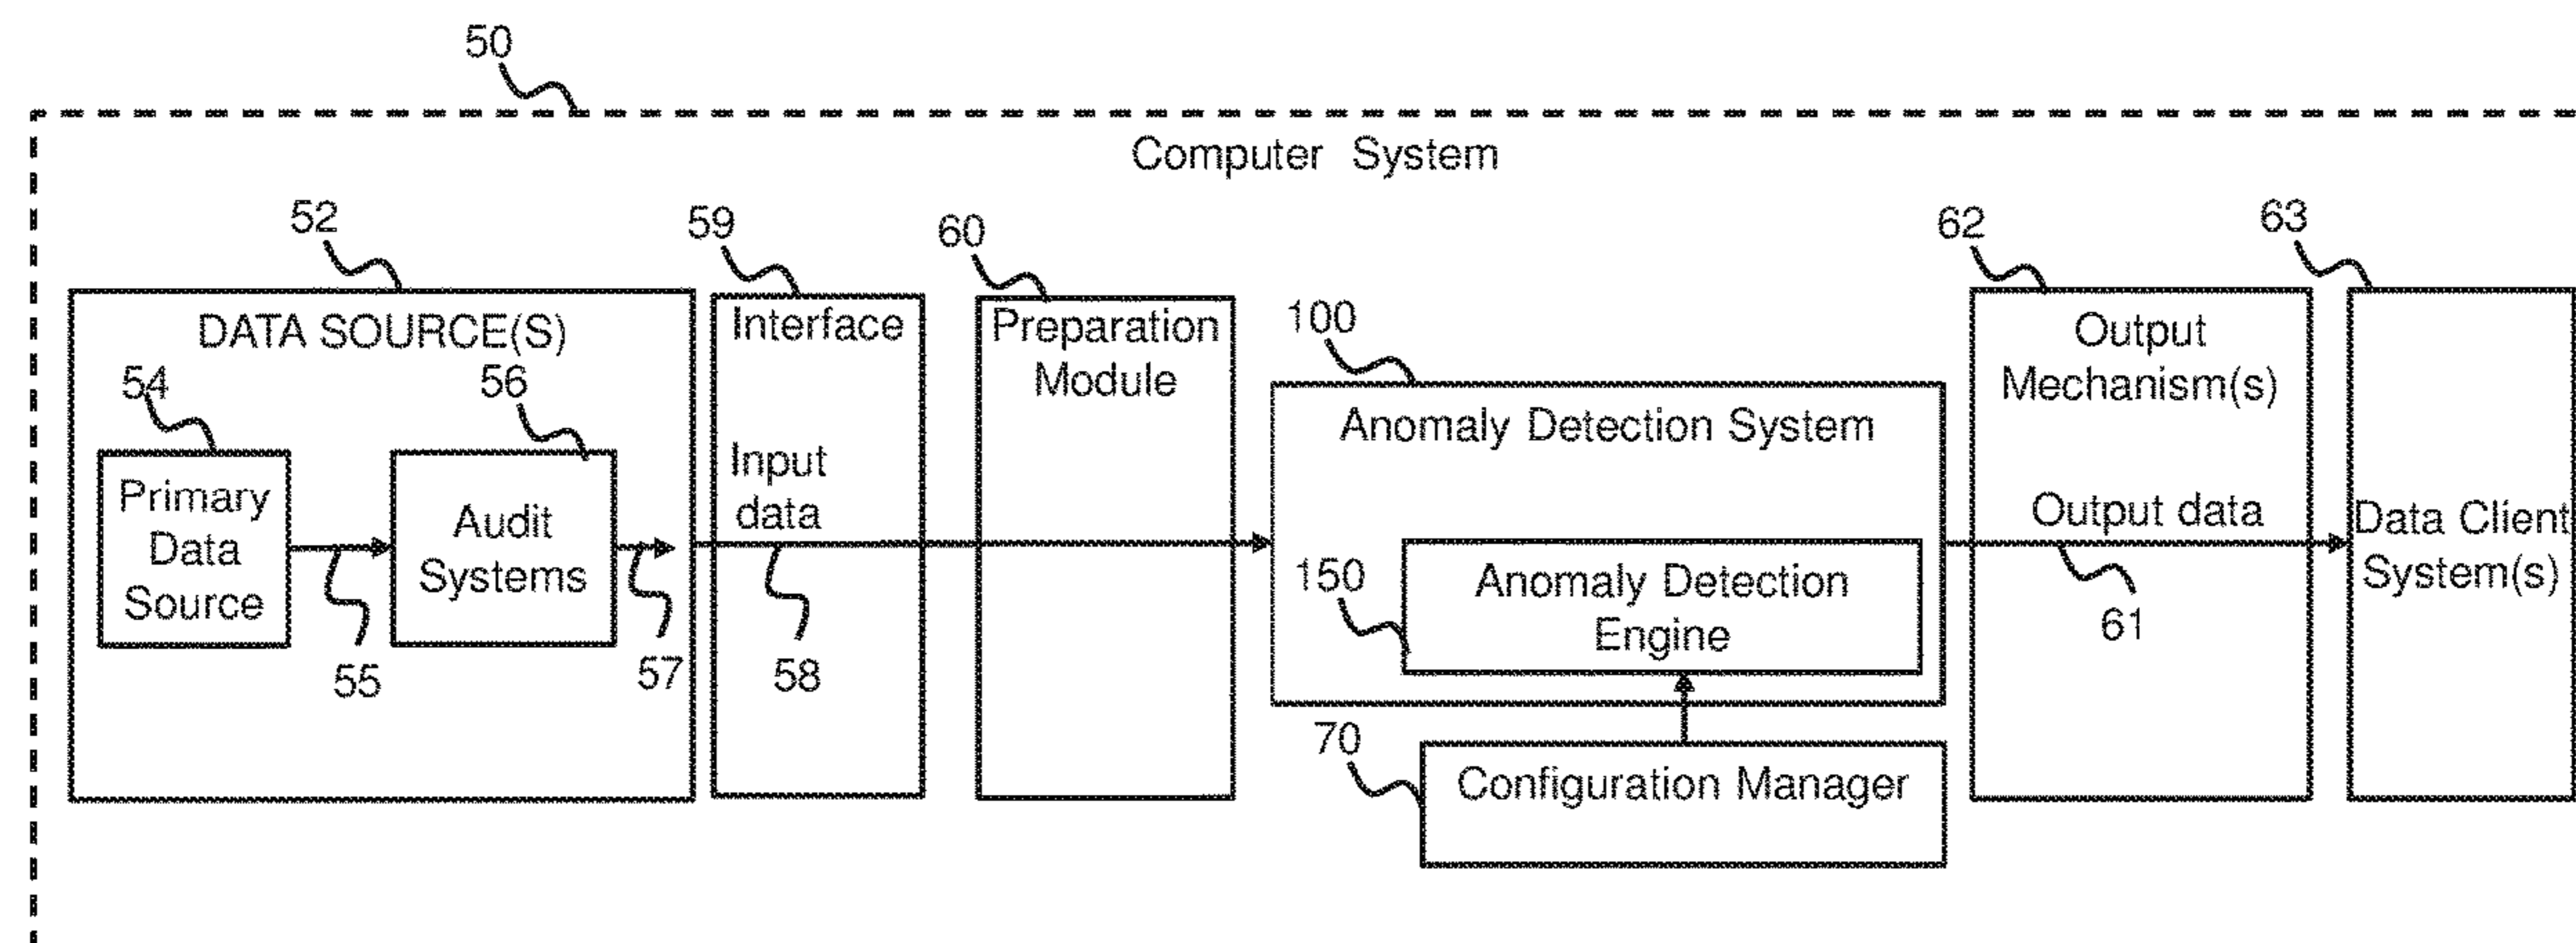 50
Computer System
52
59
60
62
63
DATA SOURCE(S)
54
56
Primary
Data
Source
Audit
Systems
55
57
Interface
Input
data
58
Preparation
Module
100
Anomaly Detection System
150
Anomaly Detection
Engine
70
Configuration Manager
Output
Mechanism(s)
Output data
61
Data Client
System(s)